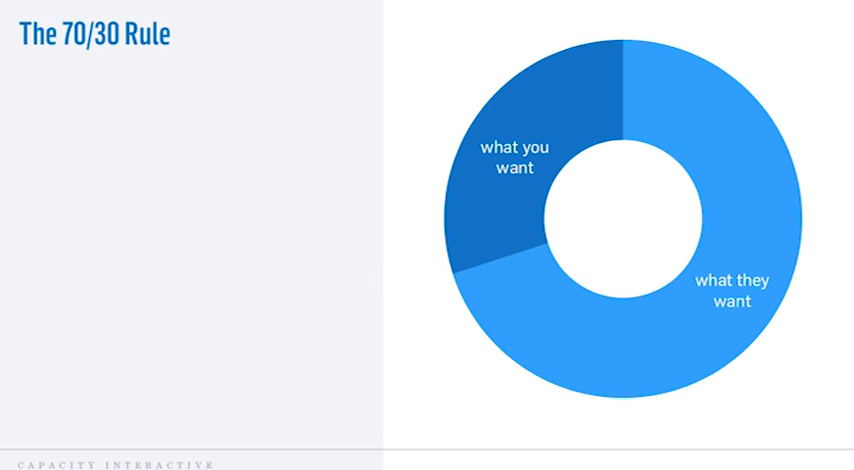 The 70/30 Rule
what you
want
what they
want
CAPACITY INTERACTIVE